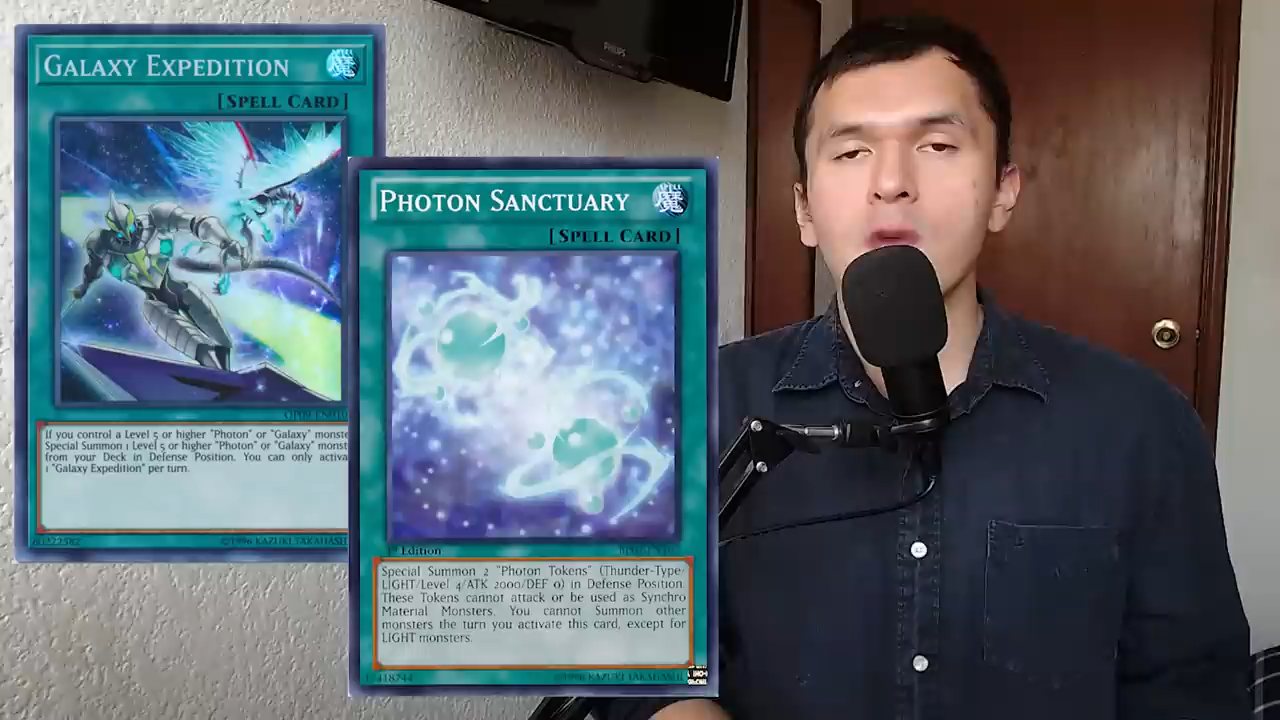 PHILIPS
GALAXY EXPEDITION
[SPELL CARD]
If you control a Level 5 or higher "Photon" or "Galaxy"
Special Summon 1 Level 5 or higher "Photon" or "Galaxy"
from your Deck in Defense Position. You can only
1 "Galaxy Expedition" per turn.
©1996 KAZUKI
PHOTON SANCTUARY
SPELL
魔
[SPELL CARD]
1st Edition
Special Summon 2 "Photon Tokens" (Thunder-Type/
LIGHT/Level 4/ATK 2000/DEF 0) in Defense Position.
These Tokens cannot attack or be used as Synchro
Material Monsters. You cannot Summon other
monsters the turn you activate this card, except for
LIGHT monsters.
©1996 KAZUKI TAKAHASHI